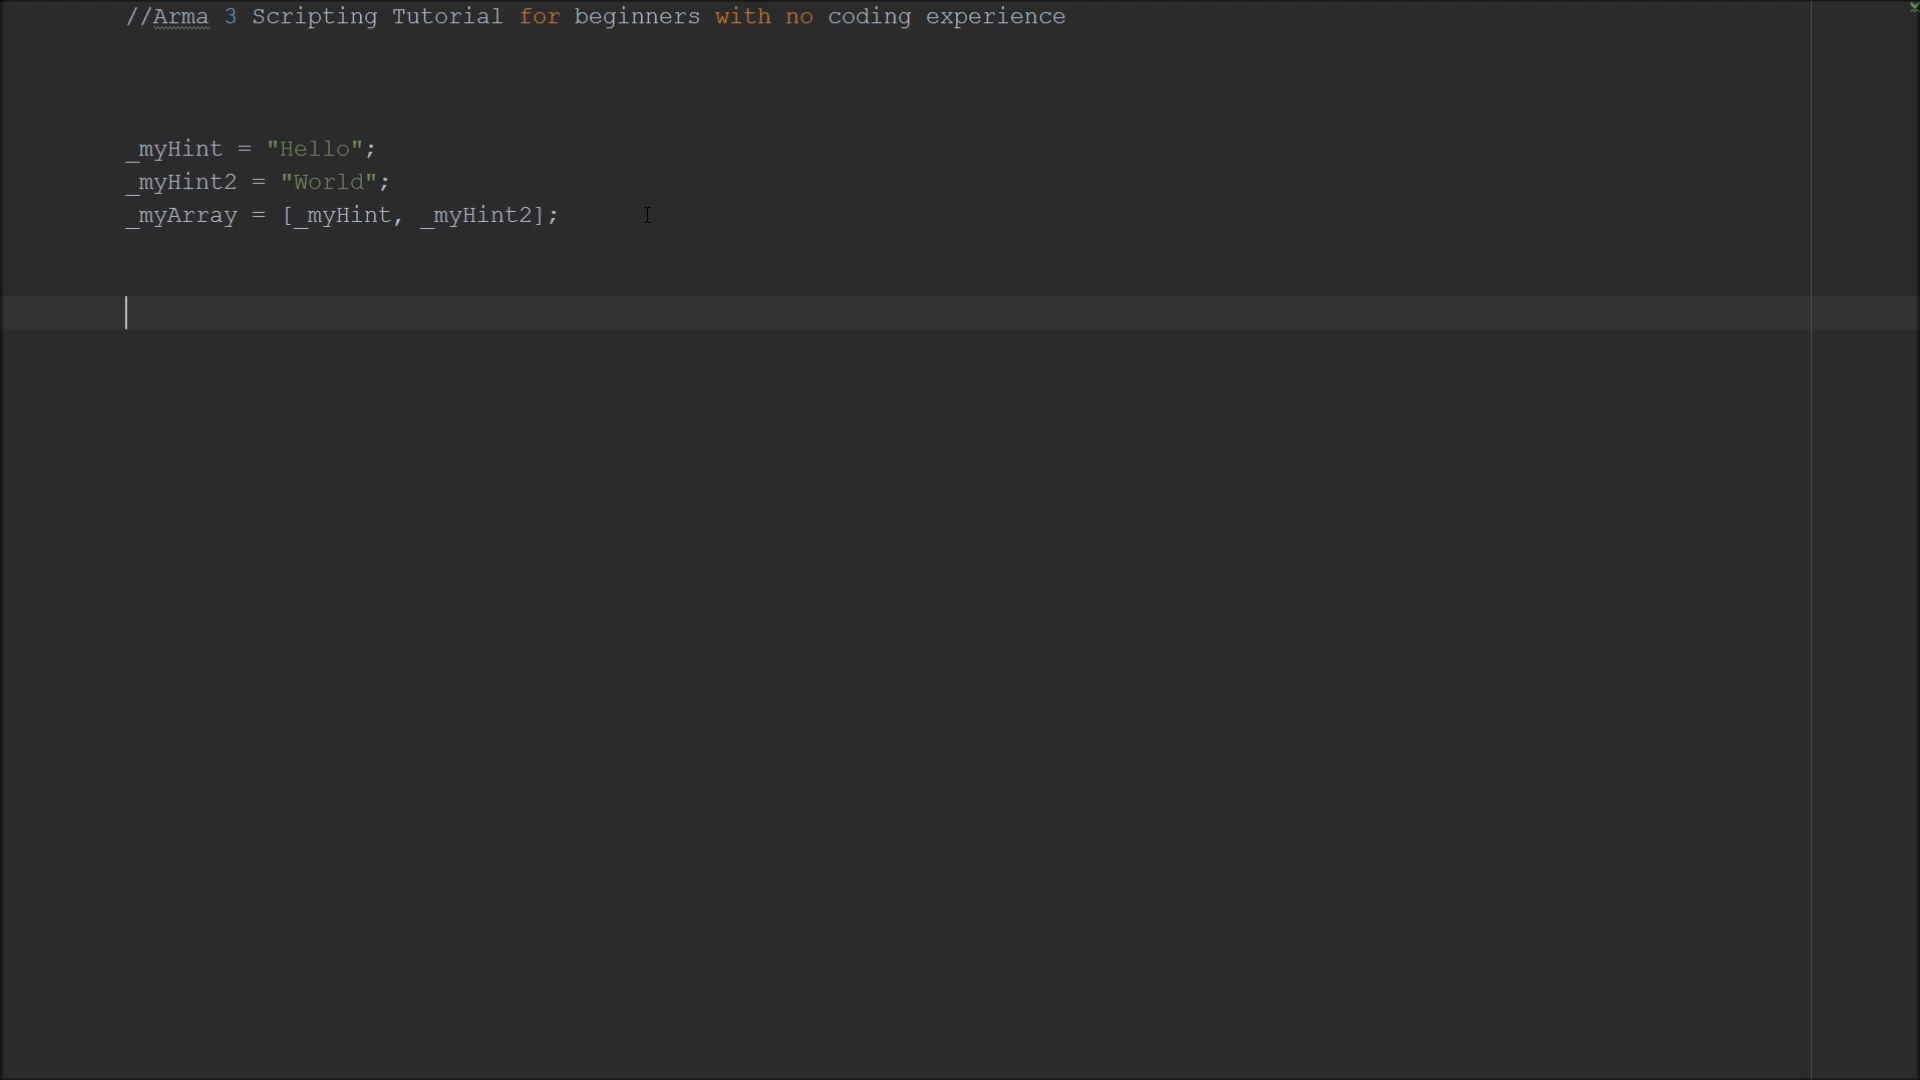 //Arma 3 Scripting Tutorial for beginners with no coding experience
_myHint = "Hello";
_myHint2 = "World";
_myArray = [_myHint, _myHint2];